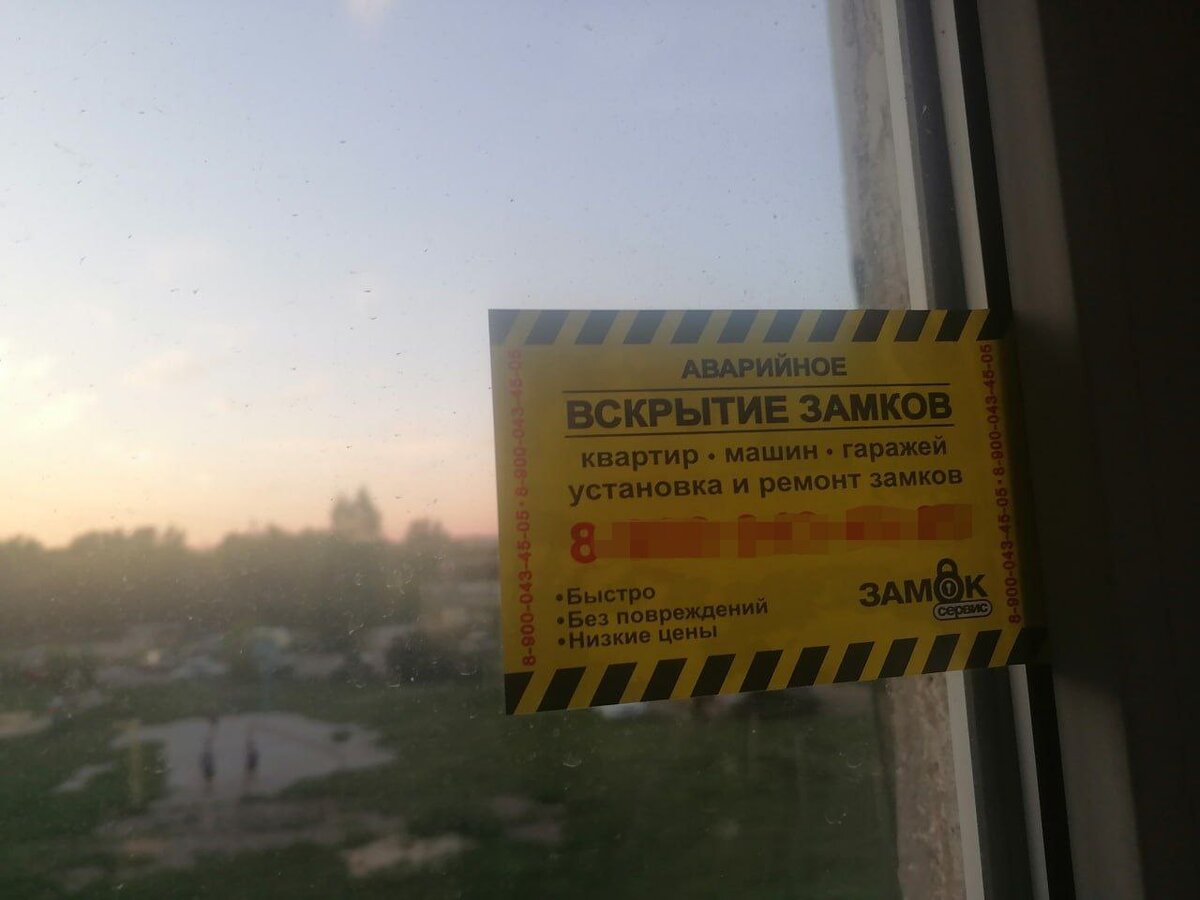 АВАРИЙНОЕ
ВСКРЫТИЕ ЗАМКОВ
квартир • машин • гаражей
установка и ремонт замков
8
•Быстро
•Без повреждений
•Низкие цены
ЗАМОК
сервис
8-900-043-45-05 • 8-900-043-45-05
8-900-043-45-05 • 8-900-043-45-05